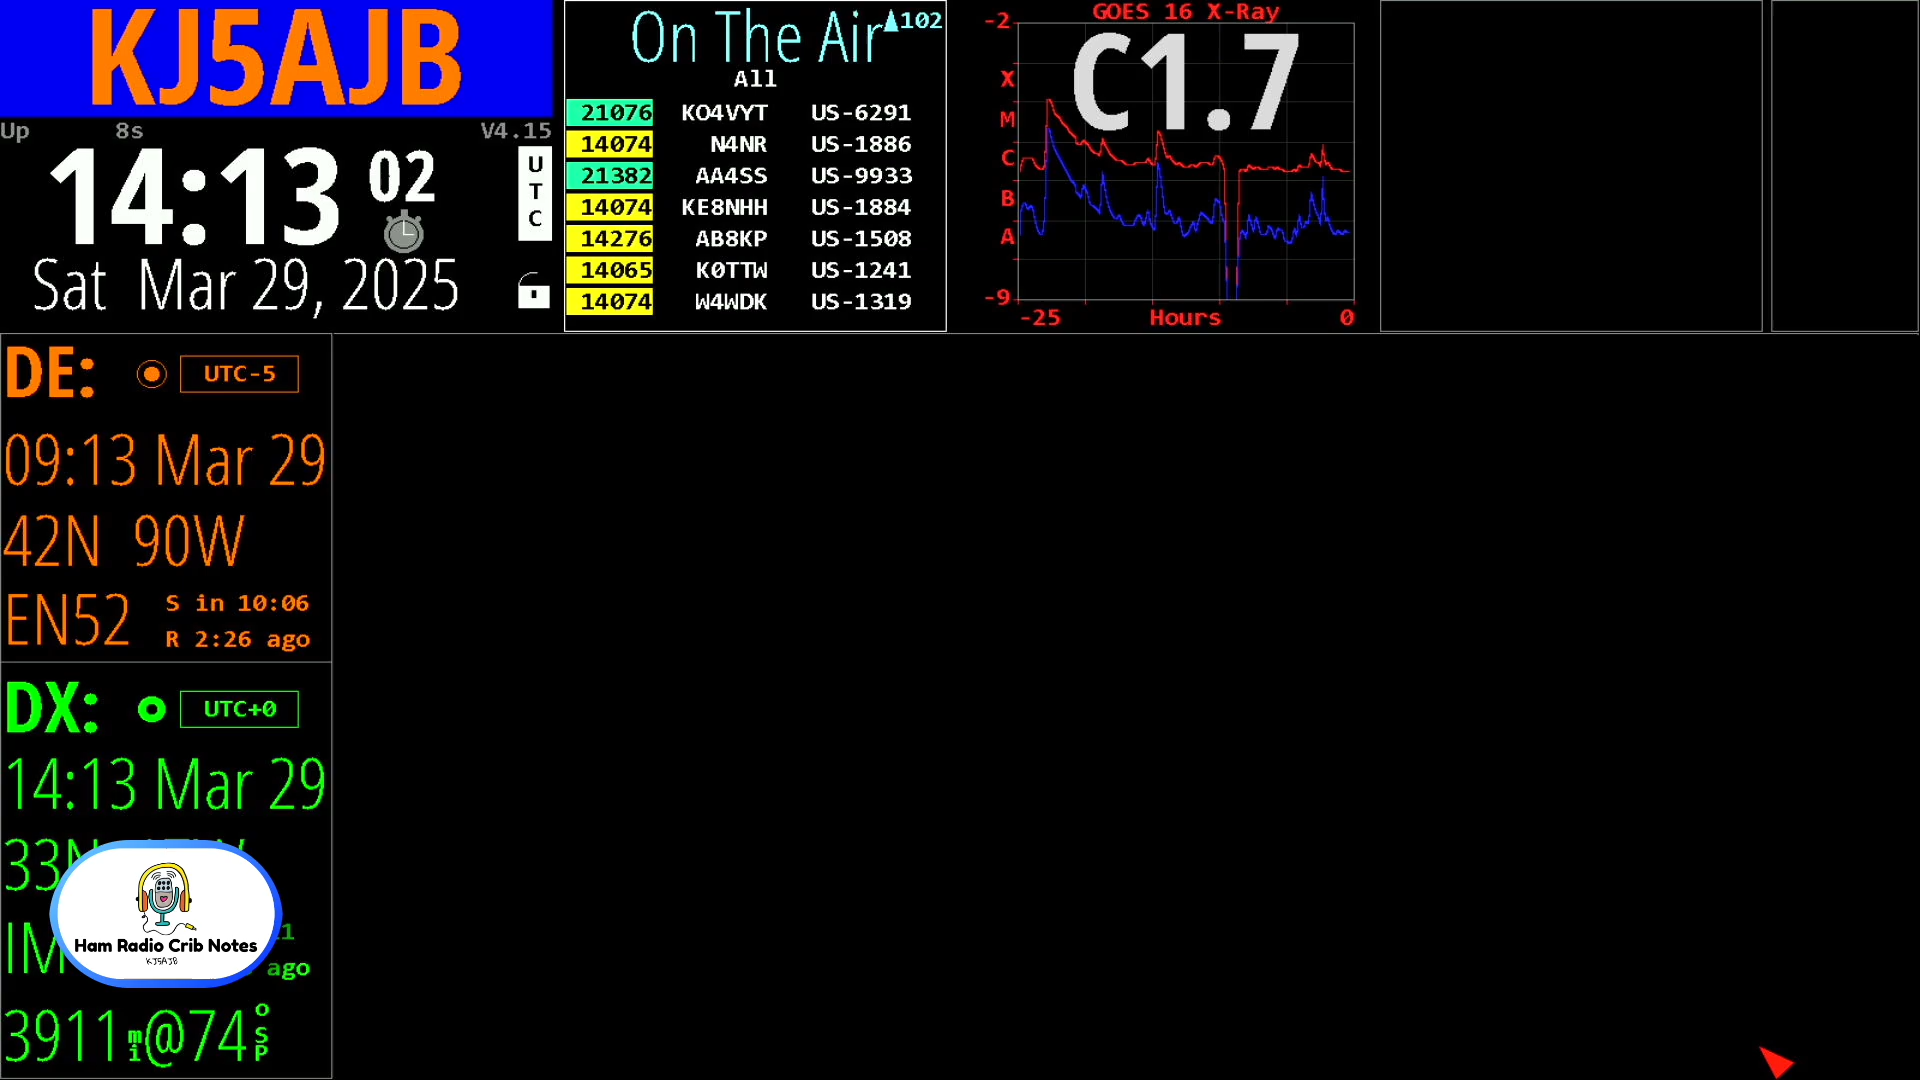 KJ5AJB
Up 8s V4.15
14:13 02
UTC
Sat Mar 29, 2025
On The Air 102
All
21076 KO4VYT US-6291
14074 N4NR US-1886
21382 AA4SS US-9933
14074 KE8NHH US-1884
14276 AB8KP US-1508
14065 K0TTW US-1241
14074 W4WDK US-1319
GOES 16 X-Ray
C1.7
-2
X
M
C
B
A
-9
-25 Hours 0
DE: UTC-5
09:13 Mar 29
42N 90W
EN52
S in 10:06
R 2:26 ago
DX: UTC+0
14:13 Mar 29
33N
IM
ago
Ham Radio Crib Notes
KJ5AJB
3911 mi @74° SP